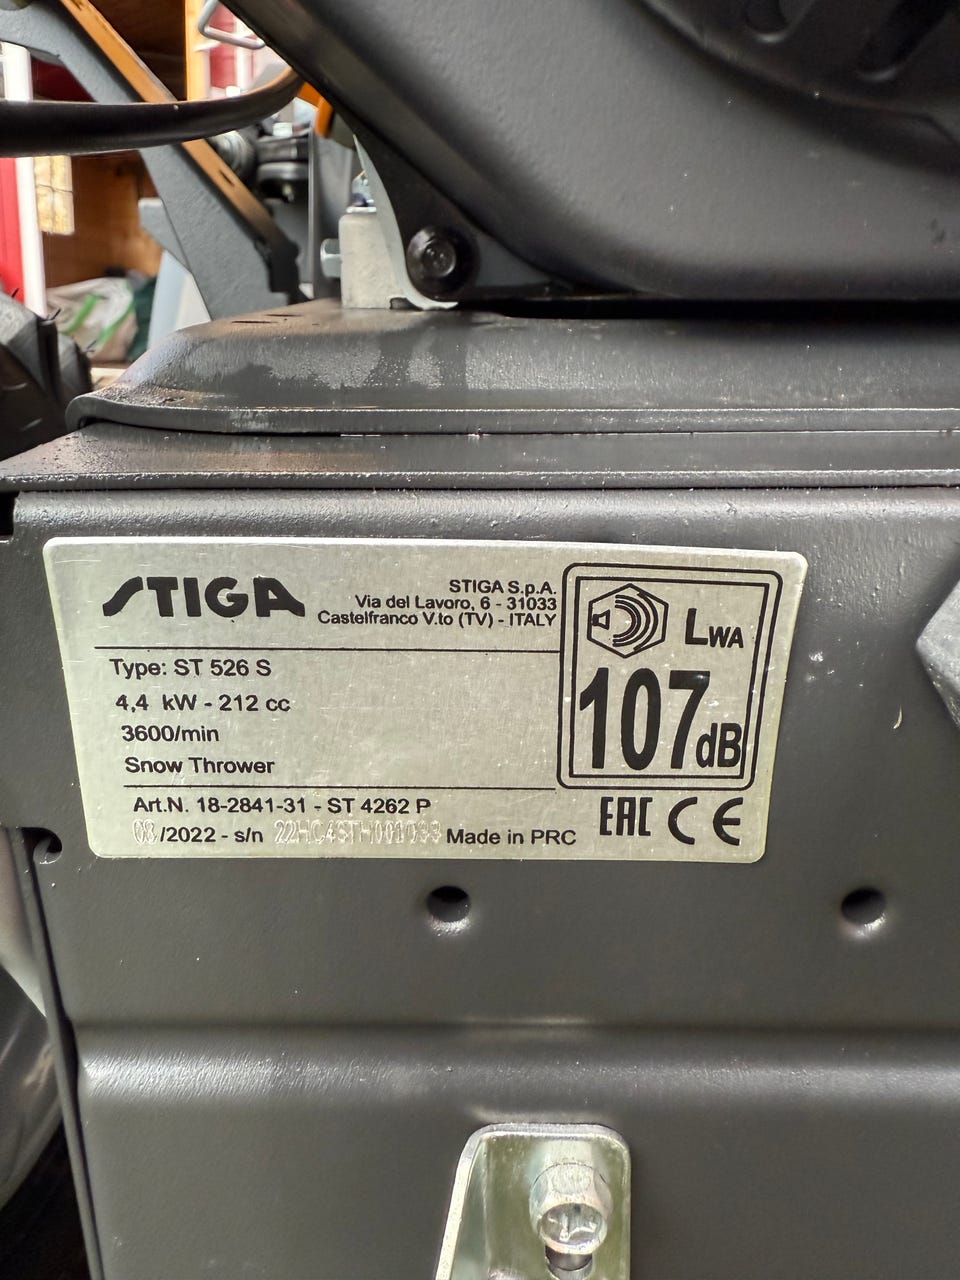 STIGA
STIGA S.p.A.
Via del Lavoro, 6 - 31033
Castelfranco V.to (TV) - ITALY
Type: ST 526 S
4,4 kW - 212 cc
3600/min
Snow Thrower
Art.N. 18-2841-31 - ST 4262 P
/2022 - s/n Made in PRC
LWA
107dB
EAC CE